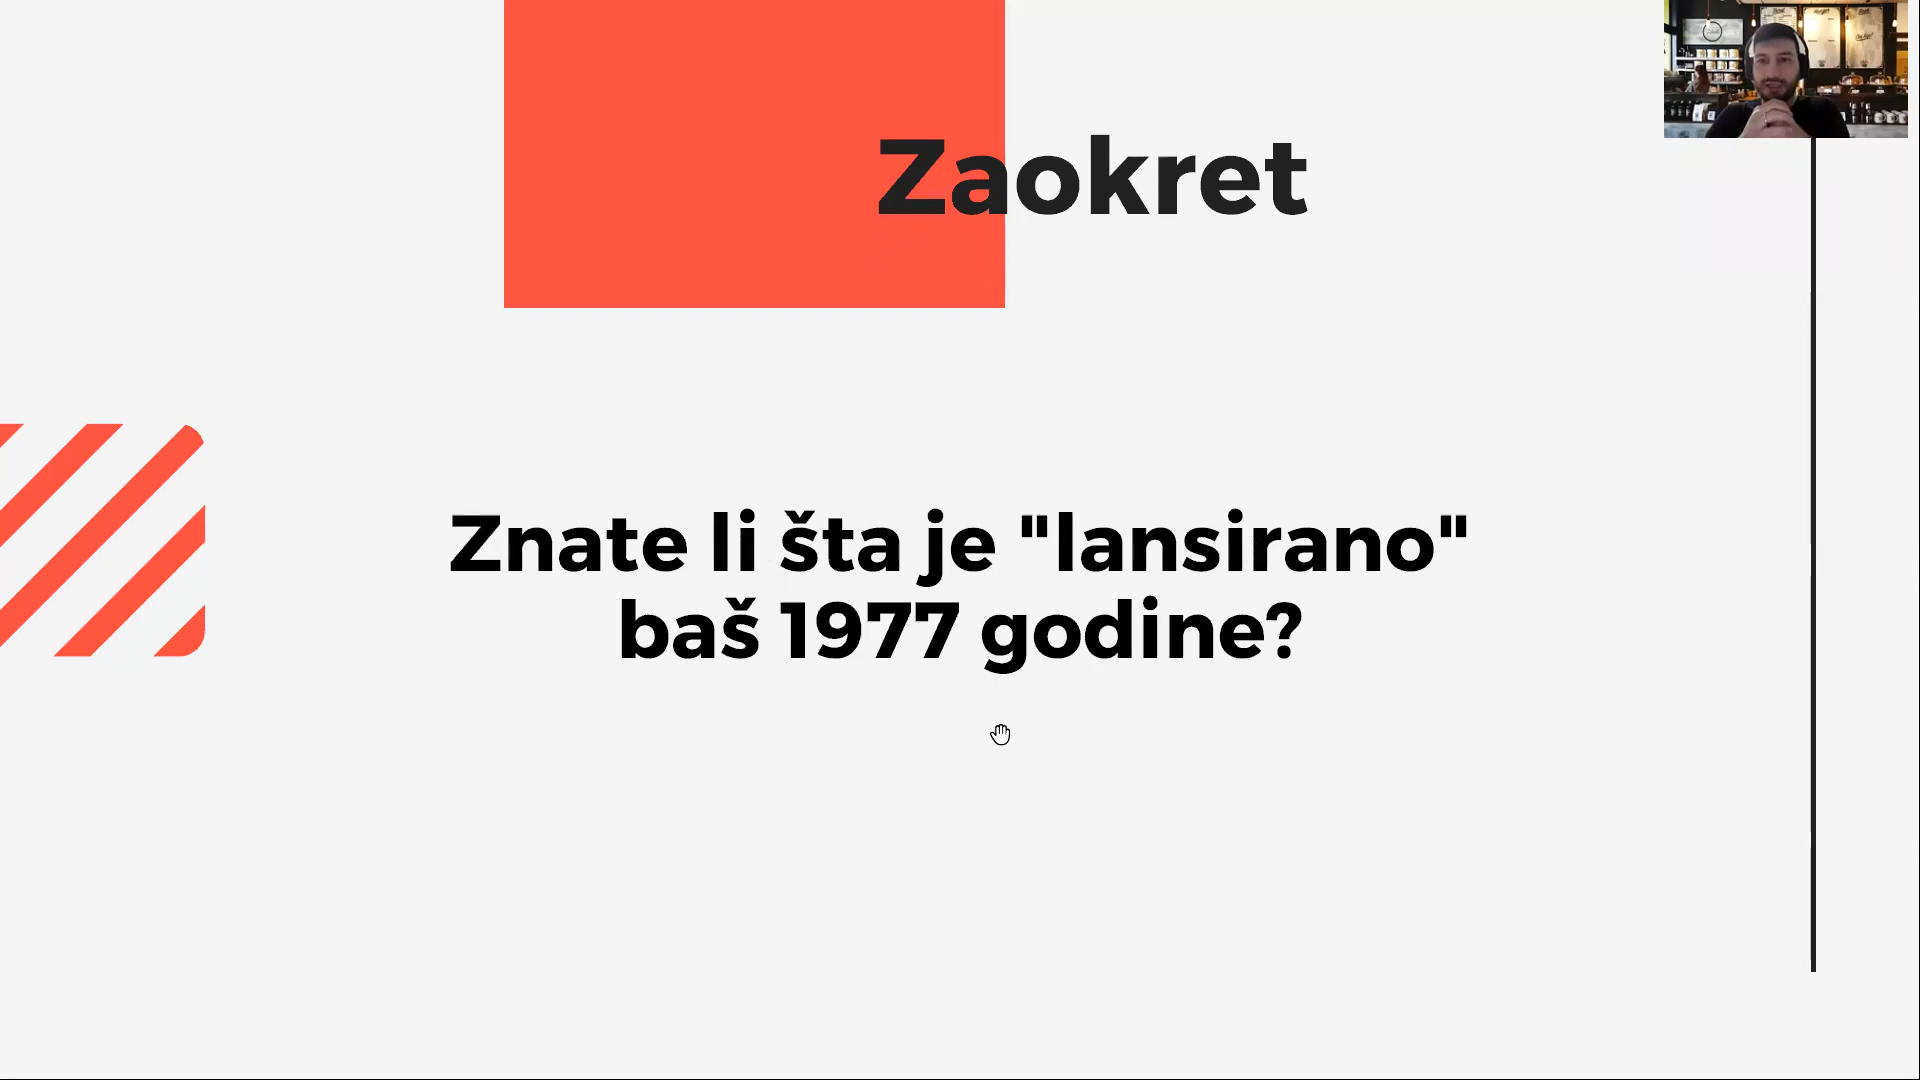 Zaokret
Znate li šta je "lansirano"
baš 1977 godine?